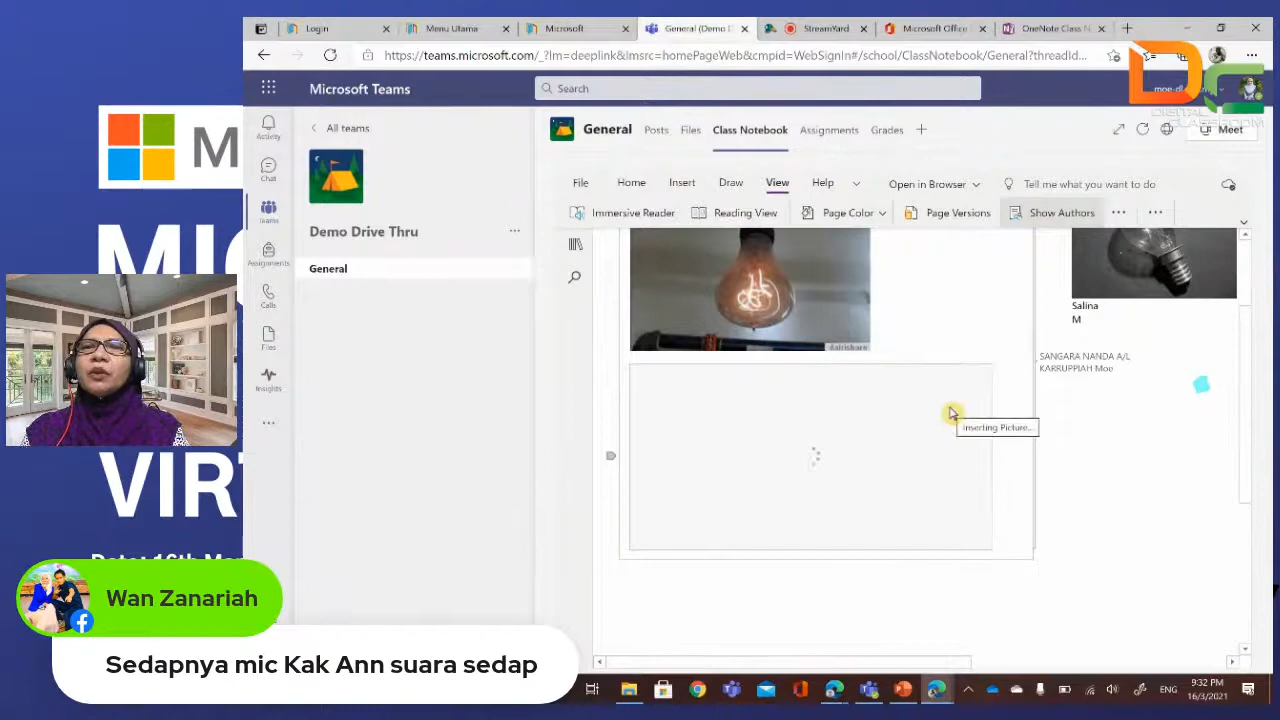 Login
Menu Utama
Microsoft
General (Demo D
StreamYard
Microsoft Office
OneNote Class N
https://teams.microsoft.com/_?lm=deeplink&lmsrc=homePageWeb&cmpid=WebSignIn#/school/ClassNotebook/General?threadId...
Microsoft Teams
Search
DC
DIGITAL
CLASSROOM
Activity
Chat
Teams
Assignments
Calls
Files
Insights
All teams
Demo Drive Thru
General
General Posts Files Class Notebook Assignments Grades
Meet
File Home Insert Draw View Help Open in Browser Tell me what you want to do
Immersive Reader Reading View Page Color Page Versions Show Authors
Salina
M
SANGARA NANDA A/L
KARRUPPIAH Moe
Inserting Picture...
M
VIRT
Wan Zanariah
Sedapnya mic Kak Ann suara sedap
ENG
9:32 PM
16/3/2021